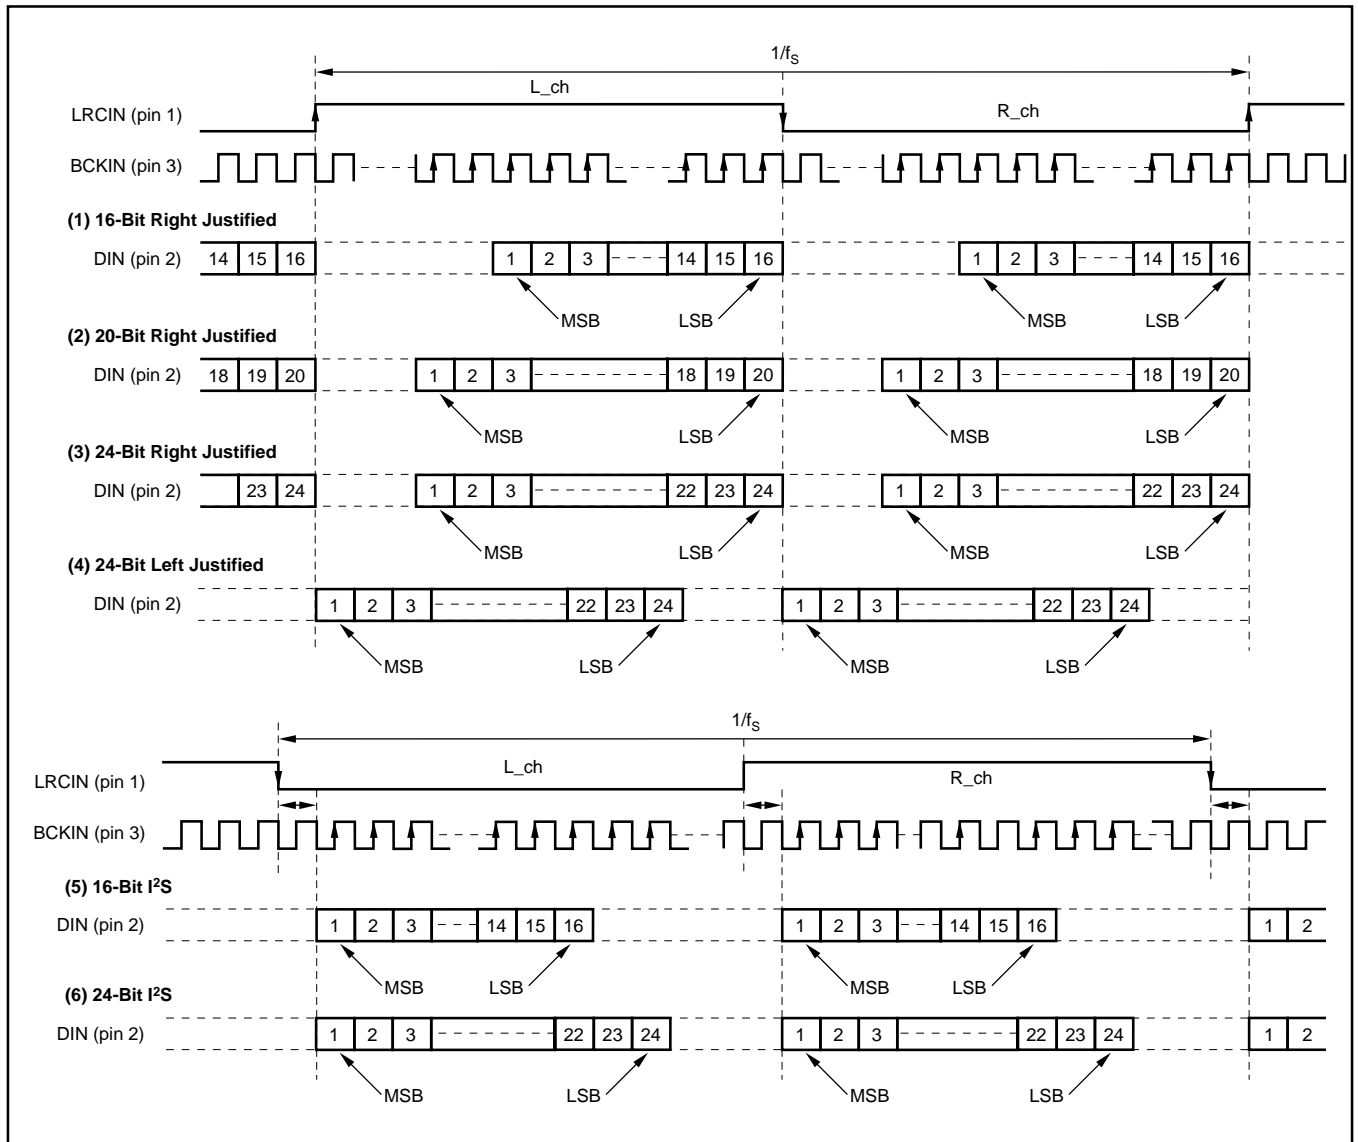 1/fS
L_ch
R_ch
LRCIN (pin 1)
BCKIN (pin 3)
(1) 16-Bit Right Justified
DIN (pin 2) 14 15 16 1 2 3 14 15 16 1 2 3 14 15 16
MSB LSB MSB LSB
(2) 20-Bit Right Justified
DIN (pin 2) 18 19 20 1 2 3 18 19 20 1 2 3 18 19 20
MSB LSB MSB LSB
(3) 24-Bit Right Justified
DIN (pin 2) 23 24 1 2 3 22 23 24 1 2 3 22 23 24
MSB LSB MSB LSB
(4) 24-Bit Left Justified
DIN (pin 2) 1 2 3 22 23 24 1 2 3 22 23 24
MSB LSB MSB LSB
1/fS
L_ch
R_ch
LRCIN (pin 1)
BCKIN (pin 3)
(5) 16-Bit I²S
DIN (pin 2) 1 2 3 14 15 16 1 2 3 14 15 16 1 2
MSB LSB MSB LSB
(6) 24-Bit I²S
DIN (pin 2) 1 2 3 22 23 24 1 2 3 22 23 24 1 2
MSB LSB MSB LSB